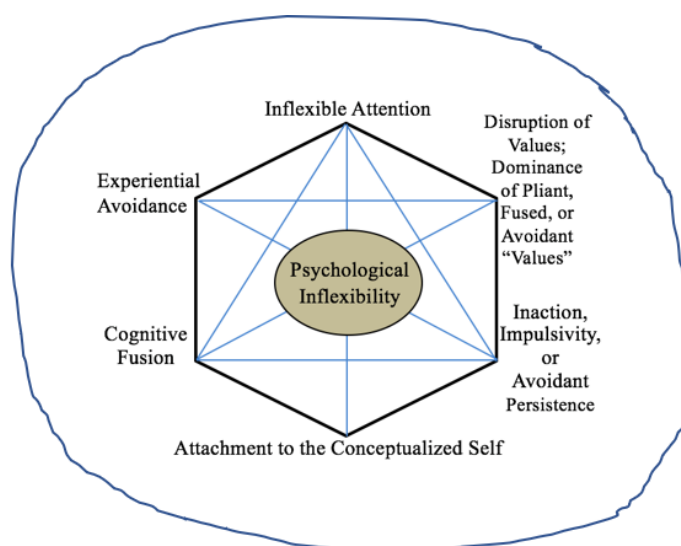 Inflexible Attention
Disruption of
Values;
Dominance
of Pliant,
Fused, or
Avoidant
“Values”
Experiential
Avoidance
Psychological
Inflexibility
Cognitive
Fusion
Inaction,
Impulsivity,
or
Avoidant
Persistence
Attachment to the Conceptualized Self